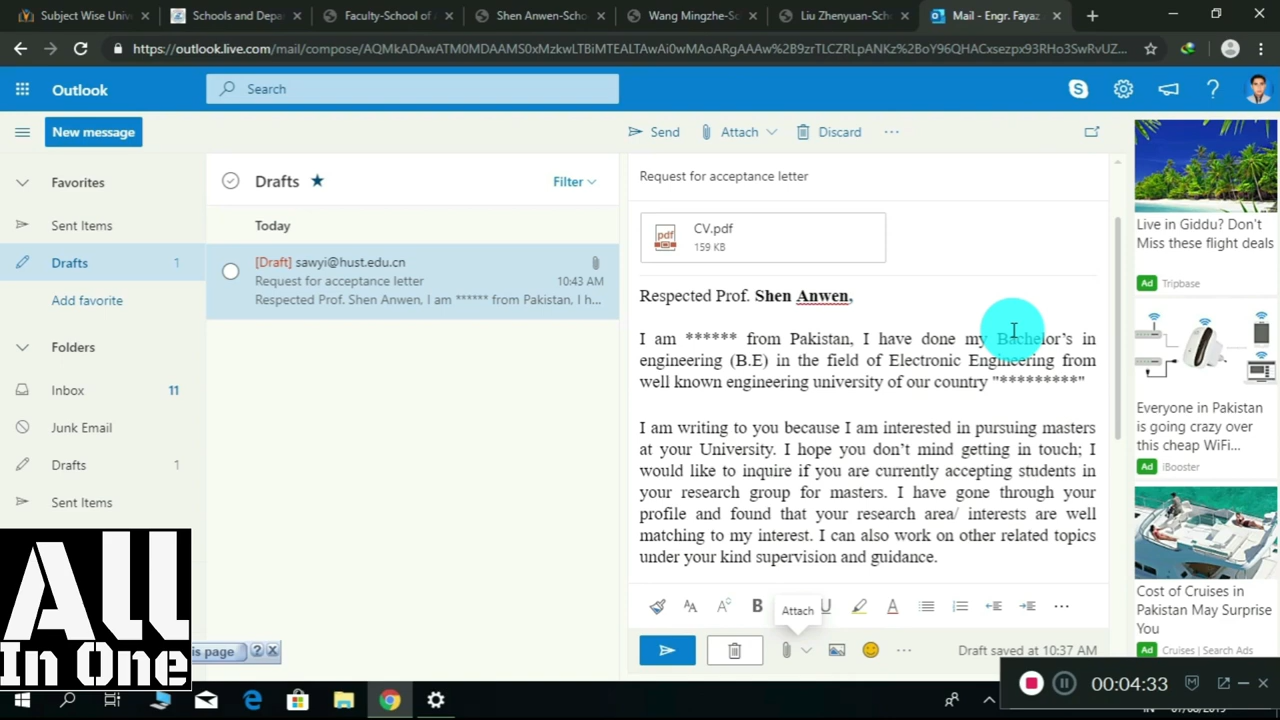 Subject Wise Unive
Schools and Depa
Faculty-School of
Shen Anwen-Scho
Wang Mingzhe-Sc
Liu Zhenyuan-Sch
Mail - Engr. Fayaz
https://outlook.live.com/mail/compose/AQMkADAwATM0MDAAMS0xMzkwLTBiMTEALTAwAi0wMAoARgAAAw%2B9zrTLCZRLpANKz%2BoY96QHACxsezpx93RHo3SwRvUZ...
Outlook
Search
New message
Send
Attach
Discard
Favorites
Sent Items
Drafts 1
Add favorite
Folders
Inbox 11
Junk Email
Drafts 1
Sent Items
Drafts
Filter
Today
[Draft] sawyi@hust.edu.cn
Request for acceptance letter 10:43 AM
Respected Prof. Shen Anwen, I am ****** from Pakistan, I h...
Request for acceptance letter
CV.pdf
159 KB
Respected Prof. Shen Anwen,
I am ****** from Pakistan, I have done my Bachelor’s in
engineering (B.E) in the field of Electronic Engineering from
well known engineering university of our country "*********"
I am writing to you because I am interested in pursuing masters
at your University. I hope you don’t mind getting in touch; I
would like to inquire if you are currently accepting students in
your research group for masters. I have gone through your
profile and found that your research area/ interests are well
matching to my interest. I can also work on other related topics
under your kind supervision and guidance.
Attach
Draft saved at 10:37 AM
Live in Giddu? Don't
Miss these flight deals
Ad Tripbase
Everyone in Pakistan
is going crazy over
this cheap WiFi...
Ad iBooster
Cost of Cruises in
Pakistan May Surprise
You
Ad Cruises | Search Ads
ALL
In One
is page
00:04:33